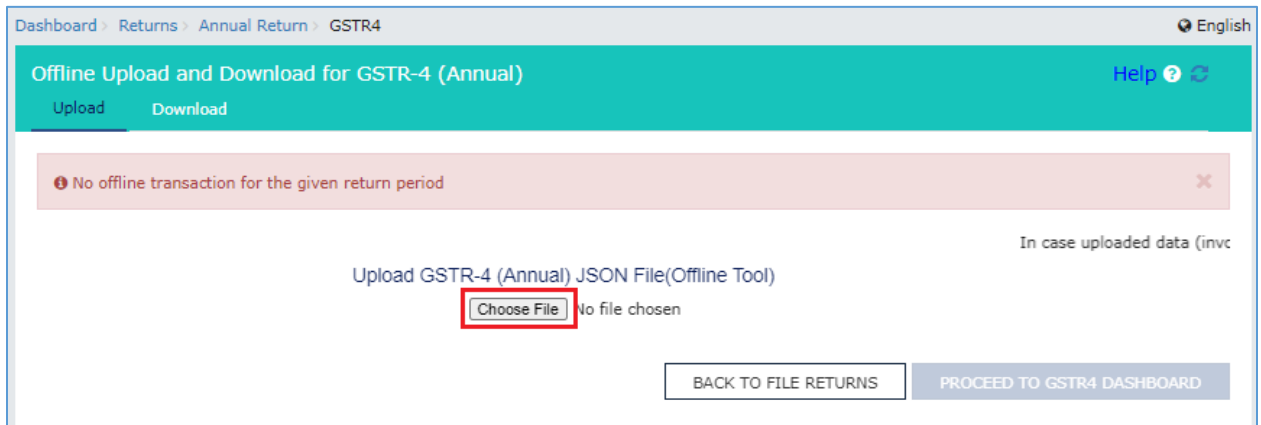 Dashboard > Returns > Annual Return > GSTR4 English
Offline Upload and Download for GSTR-4 (Annual) Help ?
Upload Download
No offline transaction for the given return period
In case uploaded data (invo
Upload GSTR-4 (Annual) JSON File(Offline Tool)
Choose File No file chosen
BACK TO FILE RETURNS PROCEED TO GSTR4 DASHBOARD